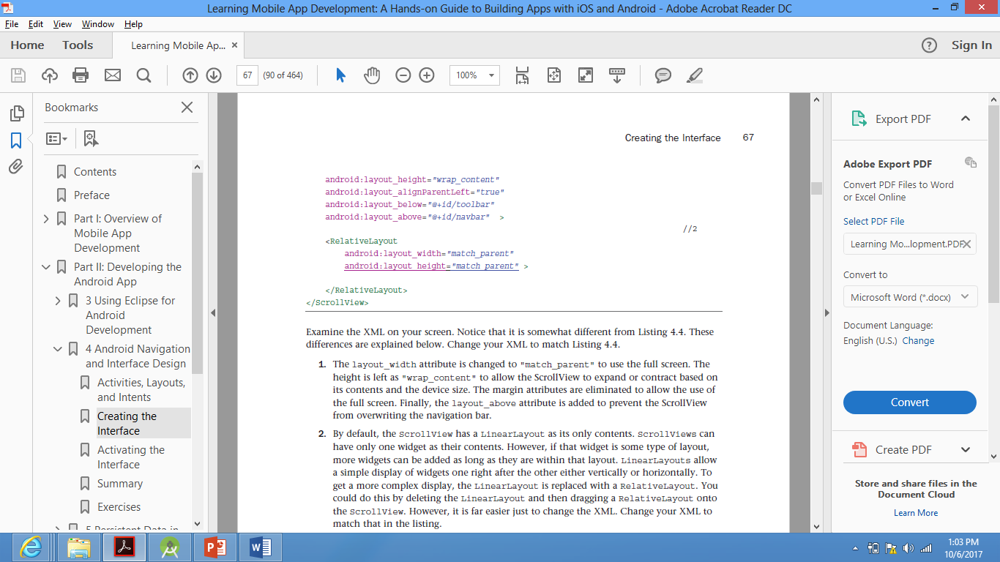 Learning Mobile App Development: A Hands-on Guide to Building Apps with iOS and Android - Adobe Acrobat Reader DC
File Edit View Window Help
Home Tools Learning Mobile Ap... × Sign In
67 (90 of 464) 100%
Bookmarks
Contents
Preface
Part I: Overview of
Mobile App
Development
Part II: Developing the
Android App
3 Using Eclipse for
Android
Development
4 Android Navigation
and Interface Design
Activities, Layouts,
and Intents
Creating the
Interface
Activating the
Interface
Summary
Exercises
5 Persistent Data in
Creating the Interface 67
android:layout_height="wrap_content"
android:layout_alignParentLeft="true"
android:layout_below="@+id/toolbar"
android:layout_above="@+id/navbar" >
//2
<RelativeLayout
android:layout_width="match_parent"
android:layout_height="match_parent" >
</RelativeLayout>
</ScrollView>
Examine the XML on your screen. Notice that it is somewhat different from Listing 4.4. These
differences are explained below. Change your XML to match Listing 4.4.
1. The layout_width attribute is changed to "match_parent" to use the full screen. The
height is left as "wrap_content" to allow the ScrollView to expand or contract based on
its contents and the device size. The margin attributes are eliminated to allow the use of
the full screen. Finally, the layout_above attribute is added to prevent the ScrollView
from overwriting the navigation bar.
2. By default, the ScrollView has a LinearLayout as its only contents. ScrollViews can
have only one widget as their contents. However, if that widget is some type of layout,
more widgets can be added as long as they are within that layout. LinearLayouts allow
a simple display of widgets one right after the other either vertically or horizontally. To
get a more complex display, the LinearLayout is replaced with a RelativeLayout. You
could do this by deleting the LinearLayout and then dragging a RelativeLayout onto
the ScrollView. However, it is far easier just to change the XML. Change your XML to
match that in the listing.
Export PDF
Adobe Export PDF
Convert PDF Files to Word
or Excel Online
Select PDF File
Learning Mo...lopment.PDF
Convert to
Microsoft Word (*.docx)
Document Language:
English (U.S.) Change
Convert
Create PDF
Store and share files in the
Document Cloud
Learn More
1:03 PM
10/6/2017